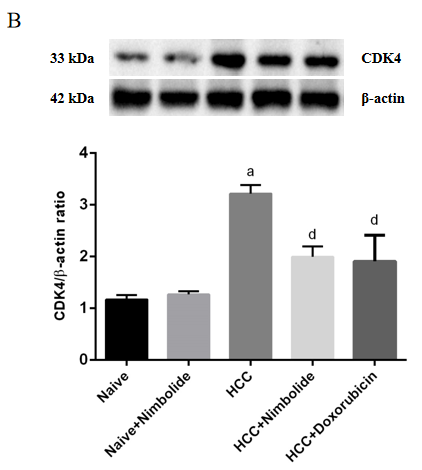 B
33 kDa CDK4
42 kDa β-actin
4
3
2
1
0
CDK4/β-actin ratio
a
d
d
Naive
Naive+Nimbolide
HCC
HCC+Nimbolide
HCC+Doxorubicin